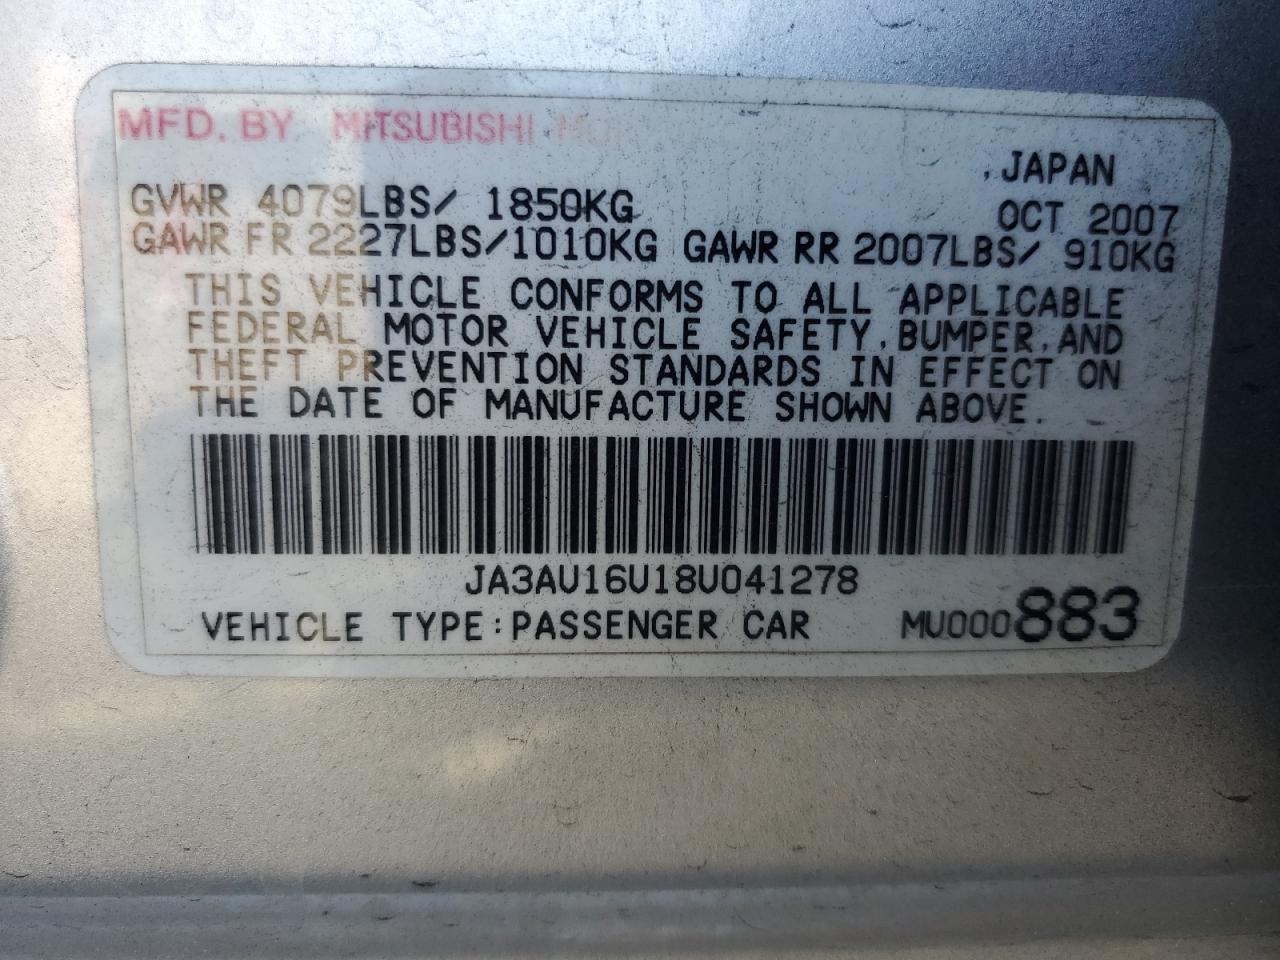 MFD. BY MITSUBISHI
JAPAN
GVWR 4079LBS/ 1850KG OCT 2007
GAWR FR 2227LBS/1010KG GAWR RR 2007LBS/ 910KG
THIS VEHICLE CONFORMS TO ALL APPLICABLE
FEDERAL MOTOR VEHICLE SAFETY, BUMPER, AND
THEFT PREVENTION STANDARDS IN EFFECT ON
THE DATE OF MANUFACTURE SHOWN ABOVE.
JA3AU16U18U041278
VEHICLE TYPE:PASSENGER CAR MU000883